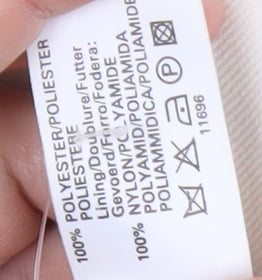 100% POLYESTER/POLIESTER
POLIESTERE
Lining/Doublure/Futter
Gevoerd/Forro/Fodera:
100% NYLON/POLYAMIDE
POLYAMID/POLIAMIDA
POLIAMMIDICA/POLIAMIDE
11696